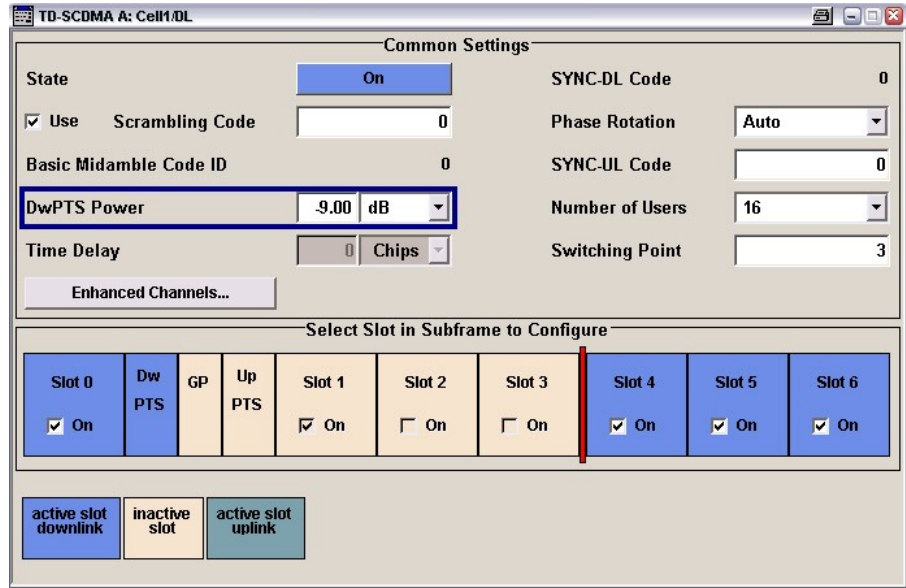 TD-SCDMA A: Cell1/DL
Common Settings
State On SYNC-DL Code 0
Use Scrambling Code 0 Phase Rotation Auto
Basic Midamble Code ID 0 SYNC-UL Code 0
DwPTS Power -9.00 dB Number of Users 16
Time Delay 0 Chips Switching Point 3
Enhanced Channels...
Select Slot in Subframe to Configure
Slot 0 Dw PTS GP Up PTS Slot 1 Slot 2 Slot 3 Slot 4 Slot 5 Slot 6
On On On On On On On
active slot downlink inactive slot active slot uplink